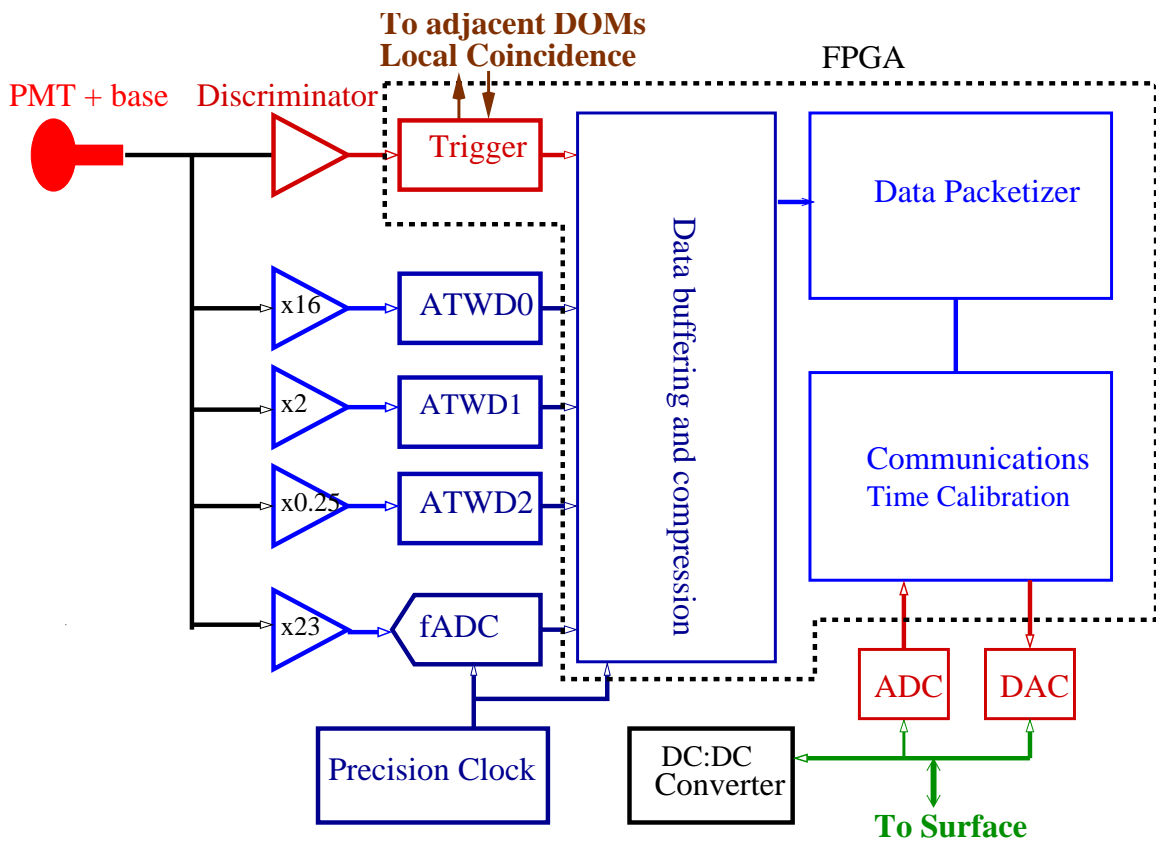 To adjacent DOMs
Local Coincidence
FPGA
PMT + base
Discriminator
Trigger
Data Packetizer
Data buffering and compression
x16
ATWD0
x2
ATWD1
Communications
Time Calibration
x0.25
ATWD2
x23
fADC
ADC
DAC
Precision Clock
DC:DC
Converter
To Surface